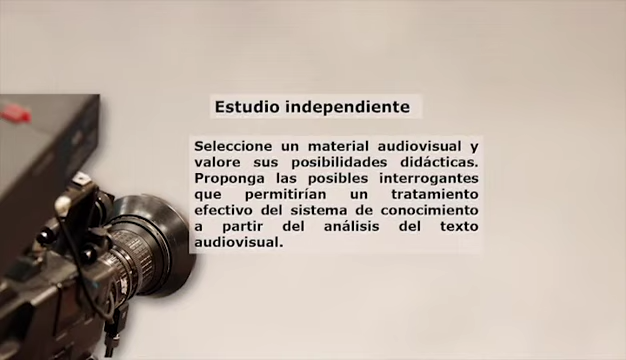 Estudio independiente
Seleccione un material audiovisual y
valore sus posibilidades didácticas.
Proponga las posibles interrogantes
que permitirían un tratamiento
efectivo del sistema de conocimiento
a partir del análisis del texto
audiovisual.